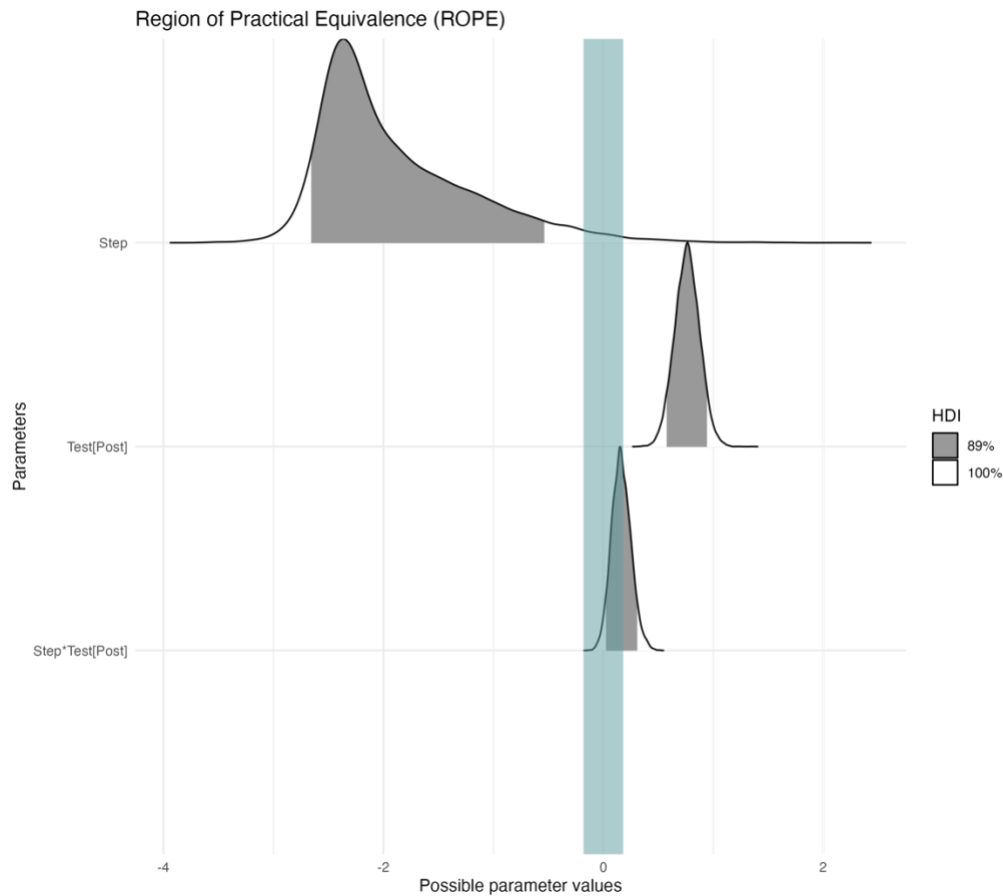 Region of Practical Equivalence (ROPE)
Step
Test[Post]
Step*Test[Post]
Parameters
-4
-2
0
2
Possible parameter values
HDI
89%
100%